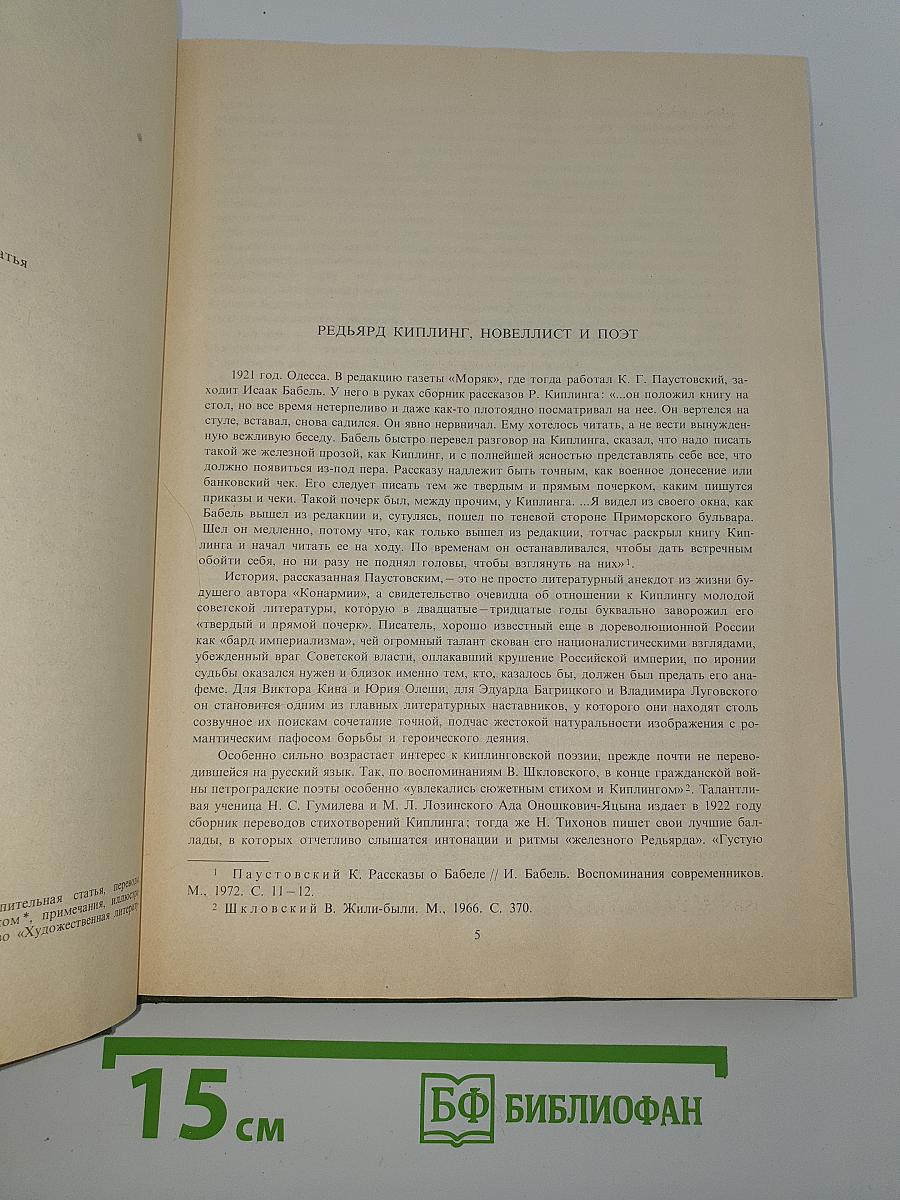 атья
пительная статья, переводы
ком*, примечания, иллюстр
во «Художественная литерат
РЕДЬЯРД КИПЛИНГ, НОВЕЛЛИСТ И ПОЭТ
1921 год. Одесса. В редакцию газеты «Моряк», где тогда работал К. Г. Паустовский, за-
ходит Исаак Бабель. У него в руках сборник рассказов Р. Киплинга: «...он положил книгу на
стол, но все время нетерпеливо и даже как-то плотоядно посматривал на нее. Он вертелся на
стуле, вставал, снова садился. Он явно нервничал. Ему хотелось читать, а не вести вынужден-
ную вежливую беседу. Бабель быстро перевел разговор на Киплинга, сказал, что надо писать
такой же железной прозой, как Киплинг, и с полнейшей ясностью представлять себе все, что
должно появиться из-под пера. Рассказу надлежит быть точным, как военное донесение или
банковский чек. Его следует писать тем же твердым и прямым почерком, каким пишутся
приказы и чеки. Такой почерк был, между прочим, у Киплинга. ...Я видел из своего окна, как
Бабель вышел из редакции и, сутулясь, пошел по теневой стороне Приморского бульвара.
Шел он медленно, потому что, как только вышел из редакции, тотчас раскрыл книгу Кип-
линга и начал читать ее на ходу. По временам он останавливался, чтобы дать встречным
обойти себя, но ни разу не поднял головы, чтобы взглянуть на них»¹.
История, рассказанная Паустовским,— это не просто литературный анекдот из жизни бу-
дущего автора «Конармии», а свидетельство очевидца об отношении к Киплингу молодой
советской литературы, которую в двадцатые—тридцатые годы буквально заворожил его
«твердый и прямой почерк». Писатель, хорошо известный еще в дореволюционной России
как «бард империализма», чей огромный талант скован его националистическими взглядами,
убежденный враг Советской власти, оплакавший крушение Российской империи, по иронии
судьбы оказался нужен и близок именно тем, кто, казалось бы, должен был предать его ана-
феме. Для Виктора Кина и Юрия Олеши, для Эдуарда Багрицкого и Владимира Луговского
он становится одним из главных литературных наставников, у которого они находят столь
созвучное их поискам сочетание точной, подчас жестокой натуральности изображения с ро-
мантическим пафосом борьбы и героического деяния.
Особенно сильно возрастает интерес к киплинговской поэзии, прежде почти не перево-
дившейся на русский язык. Так, по воспоминаниям В. Шкловского, в конце гражданской вой-
ны петроградские поэты особенно «увлекались сюжетным стихом и Киплингом»². Талантли-
вая ученица Н. С. Гумилева и М. Л. Лозинского Ада Оношкович-Яцына издает в 1922 году
сборник переводов стихотворений Киплинга; тогда же Н. Тихонов пишет свои лучшие бал-
лады, в которых отчетливо слышатся интонации и ритмы «железного Редьярда». «Густую
¹ Паустовский К. Рассказы о Бабеле // И. Бабель. Воспоминания современников.
М., 1972. С. 11—12.
² Шкловский В. Жили-были. М., 1966. С. 370.
5
15 см
БФ БИБЛИОФАН